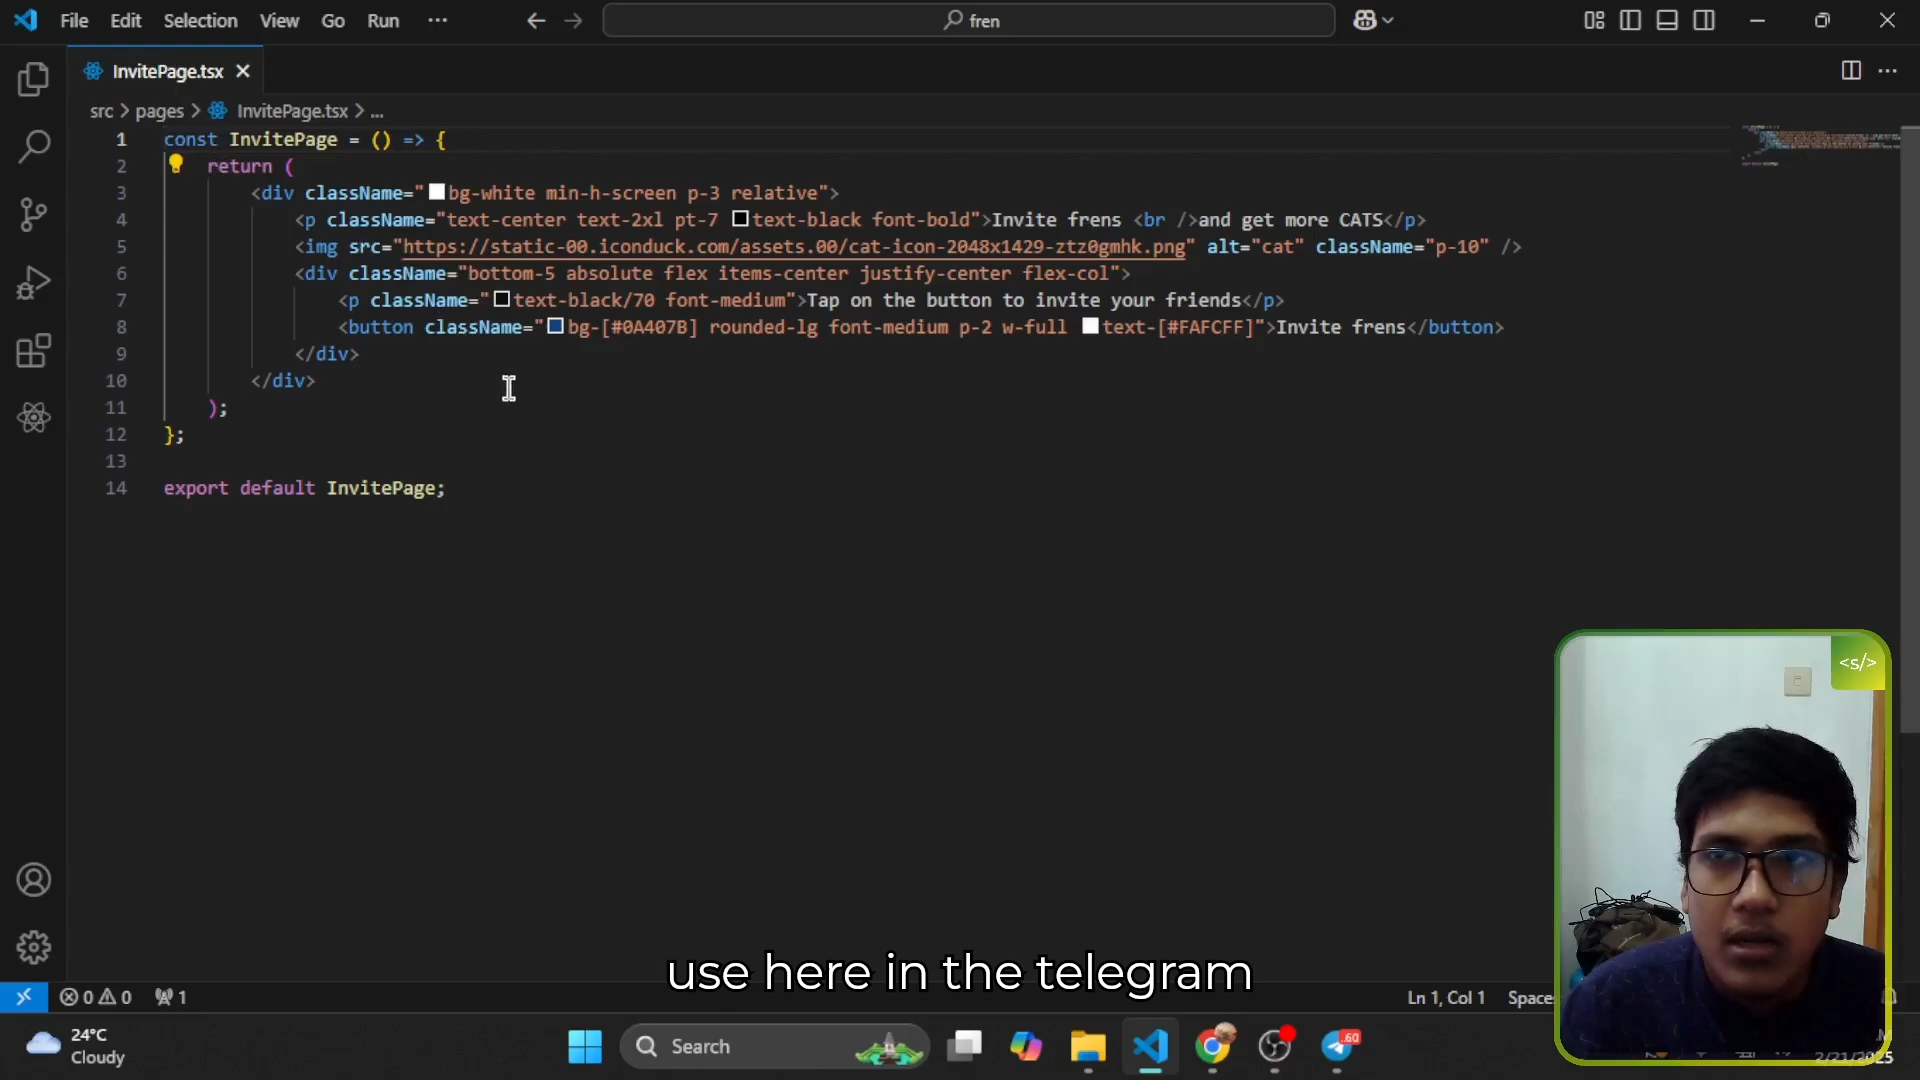 File Edit Selection View Go Run ··· fren
InvitePage.tsx
src > pages > InvitePage.tsx > ...
1 const InvitePage = () => {
2 return (
3 <div className="bg-white min-h-screen p-3 relative">
4 <p className="text-center text-2xl pt-7 text-black font-bold">Invite frens <br />and get more CATS</p>
5 <img src="https://static-00.iconduck.com/assets.00/cat-icon-2048x1429-ztz0gmhk.png" alt="cat" className="p-10" />
6 <div className="bottom-5 absolute flex items-center justify-center flex-col">
7 <p className="text-black/70 font-medium">Tap on the button to invite your friends</p>
8 <button className="bg-[#0A407B] rounded-lg font-medium p-2 w-full text-[#FAFCFF]">Invite frens</button>
9 </div>
10 </div>
11 );
12 };
13
14 export default InvitePage;
<s/>
use here in the telegram
0 0 1 Ln 1, Col 1 Spaces
24°C
Cloudy
Search
.60
2/21/2025